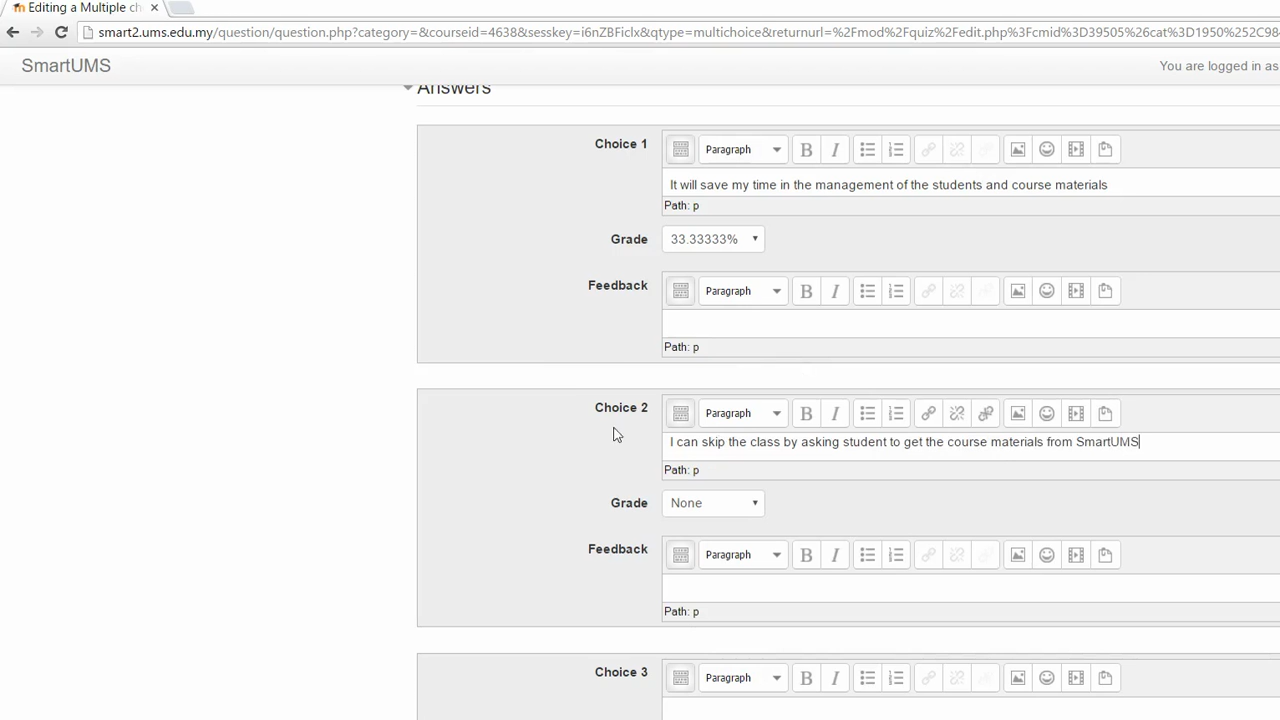 Editing a Multiple ch
smart2.ums.edu.my/question/question.php?category=&courseid=4638&sesskey=i6nZBFiclx&qtype=multichoice&returnurl=%2Fmod%2Fquiz%2Fedit.php%3Fcmid%3D39505%26cat%3D1950%252C984
SmartUMS
You are logged in as
Answers
Choice 1
Paragraph
It will save my time in the management of the students and course materials
Path: p
Grade
33.33333%
Feedback
Paragraph
Path: p
Choice 2
Paragraph
I can skip the class by asking student to get the course materials from SmartUMS
Path: p
Grade
None
Feedback
Paragraph
Path: p
Choice 3
Paragraph